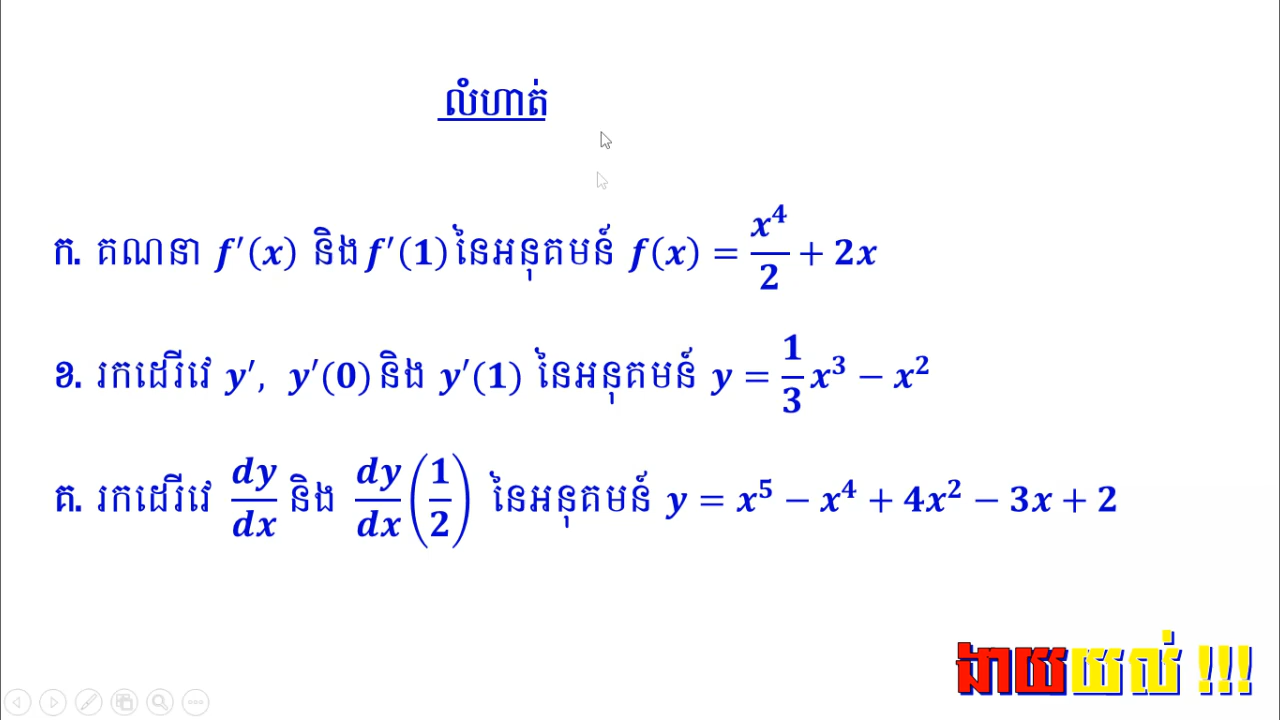 លំហាត់
ក. គណនា f′(x) និង f′(1) នៃអនុគមន៍ f(x) = x⁴/2 + 2x
ខ. រកដេរីវេ y′, y′(0) និង y′(1) នៃអនុគមន៍ y = 1/3 x³ − x²
គ. រកដេរីវេ dy/dx និង dy/dx (1/2) នៃអនុគមន៍ y = x⁵ − x⁴ + 4x² − 3x + 2
ងាយយល់ !!!